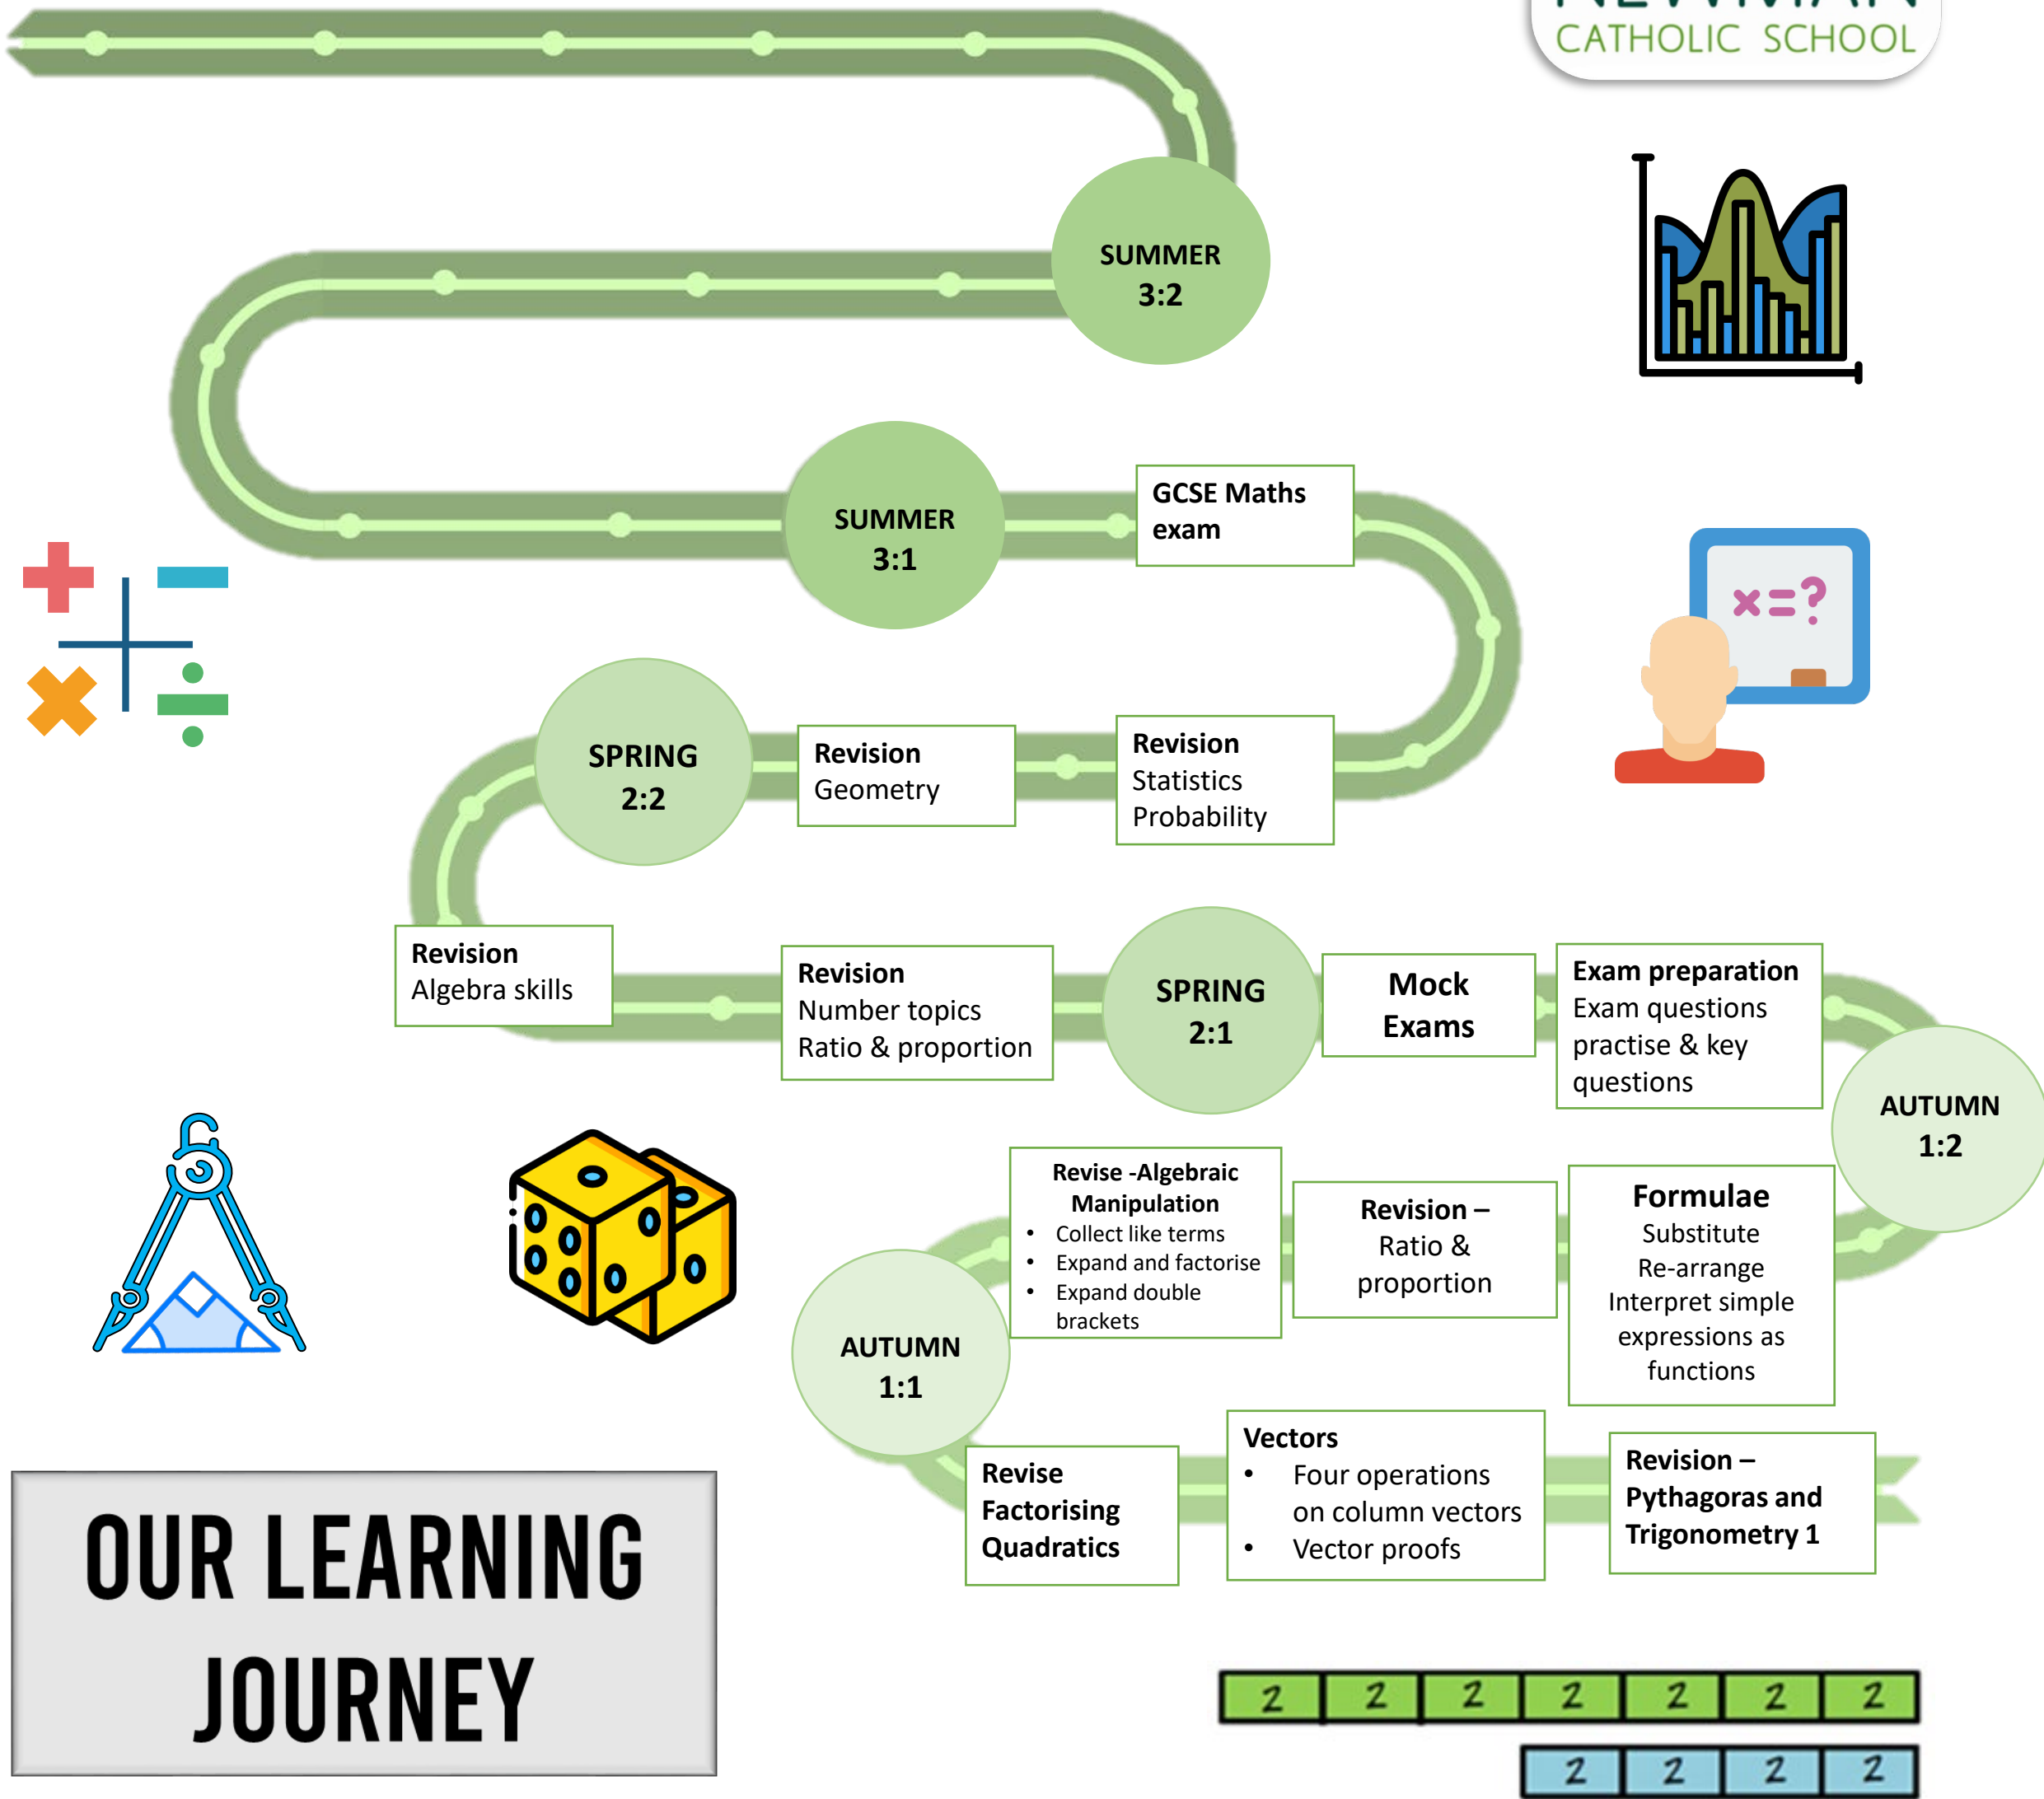 NEWMAN
CATHOLIC SCHOOL
SUMMER
3:2
SUMMER
3:1
GCSE Maths
exam
x=?
SPRING
2:2
Revision
Geometry
Revision
Statistics
Probability
Revision
Algebra skills
Revision
Number topics
Ratio & proportion
SPRING
2:1
Mock
Exams
Exam preparation
Exam questions
practise & key
questions
AUTUMN
1:2
Revise -Algebraic
Manipulation
• Collect like terms
• Expand and factorise
• Expand double
brackets
Revision –
Ratio &
proportion
Formulae
Substitute
Re-arrange
Interpret simple
expressions as
functions
AUTUMN
1:1
Revise
Factorising
Quadratics
Vectors
• Four operations
on column vectors
• Vector proofs
Revision –
Pythagoras and
Trigonometry 1
OUR LEARNING
JOURNEY
2 2 2 2 2 2 2
2 2 2 2